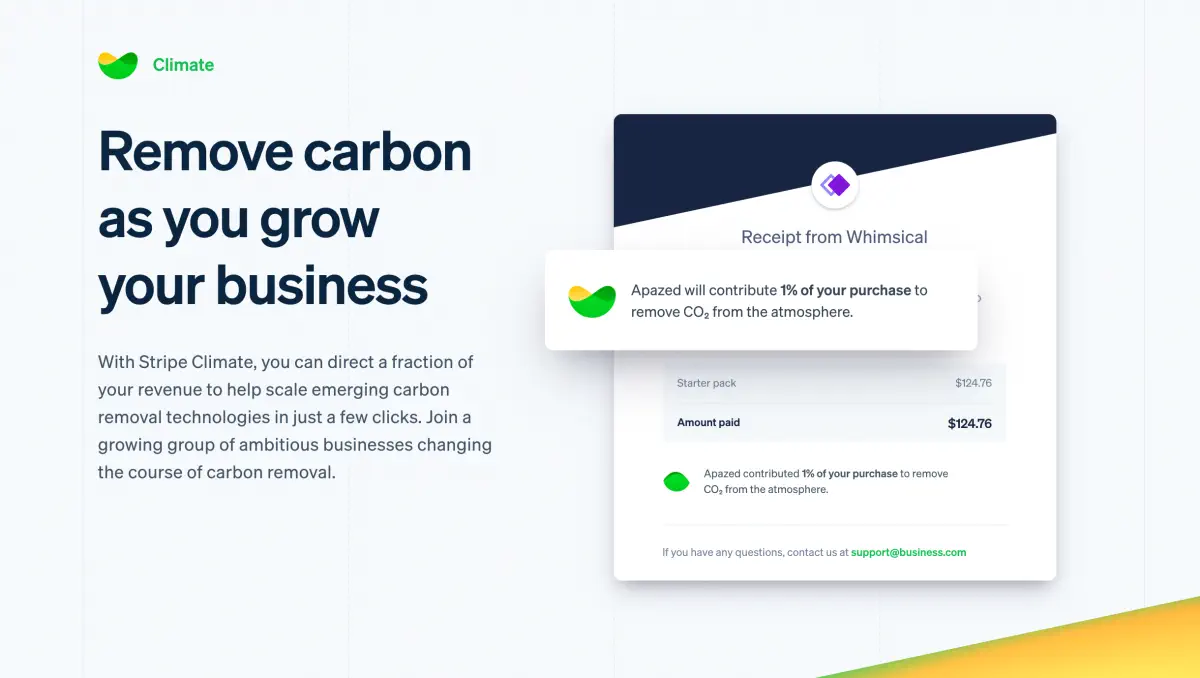 Climate
Remove carbon
as you grow
your business
With Stripe Climate, you can direct a fraction of
your revenue to help scale emerging carbon
removal technologies in just a few clicks. Join a
growing group of ambitious businesses changing
the course of carbon removal.
Receipt from Whimsical
Apazed will contribute 1% of your purchase to
remove CO₂ from the atmosphere.
Starter pack $124.76
Amount paid $124.76
Apazed contributed 1% of your purchase to remove
CO₂ from the atmosphere.
If you have any questions, contact us at support@business.com